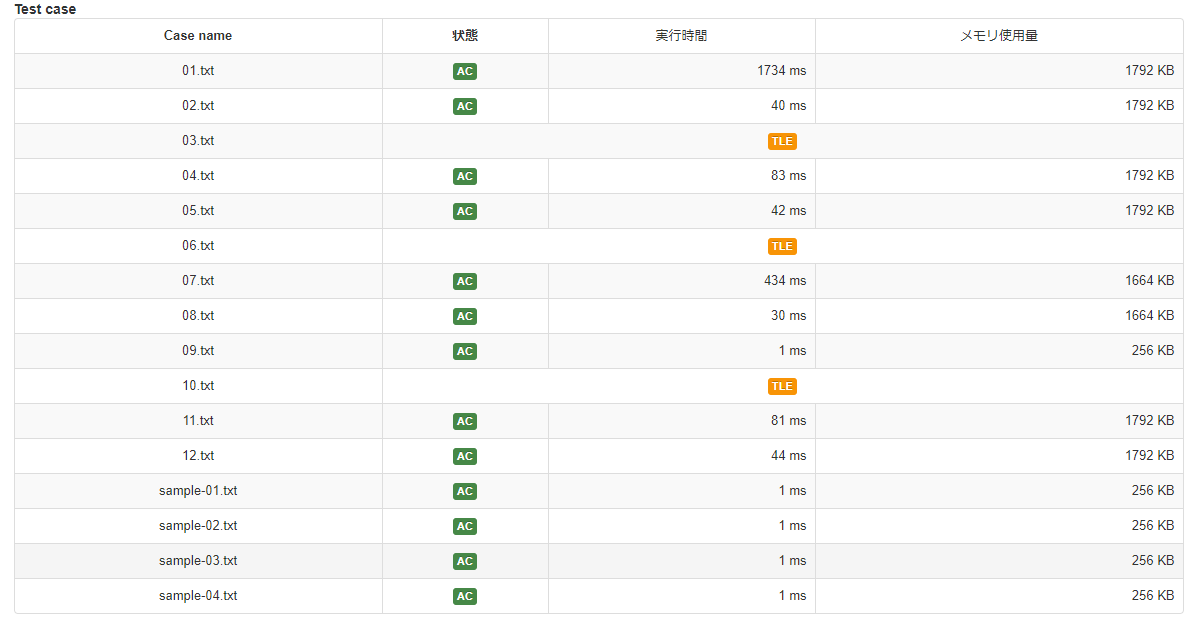 Test case
Case name 状態 実行時間 メモリ使用量
01.txt AC 1734 ms 1792 KB
02.txt AC 40 ms 1792 KB
03.txt TLE
04.txt AC 83 ms 1792 KB
05.txt AC 42 ms 1792 KB
06.txt TLE
07.txt AC 434 ms 1664 KB
08.txt AC 30 ms 1664 KB
09.txt AC 1 ms 256 KB
10.txt TLE
11.txt AC 81 ms 1792 KB
12.txt AC 44 ms 1792 KB
sample-01.txt AC 1 ms 256 KB
sample-02.txt AC 1 ms 256 KB
sample-03.txt AC 1 ms 256 KB
sample-04.txt AC 1 ms 256 KB